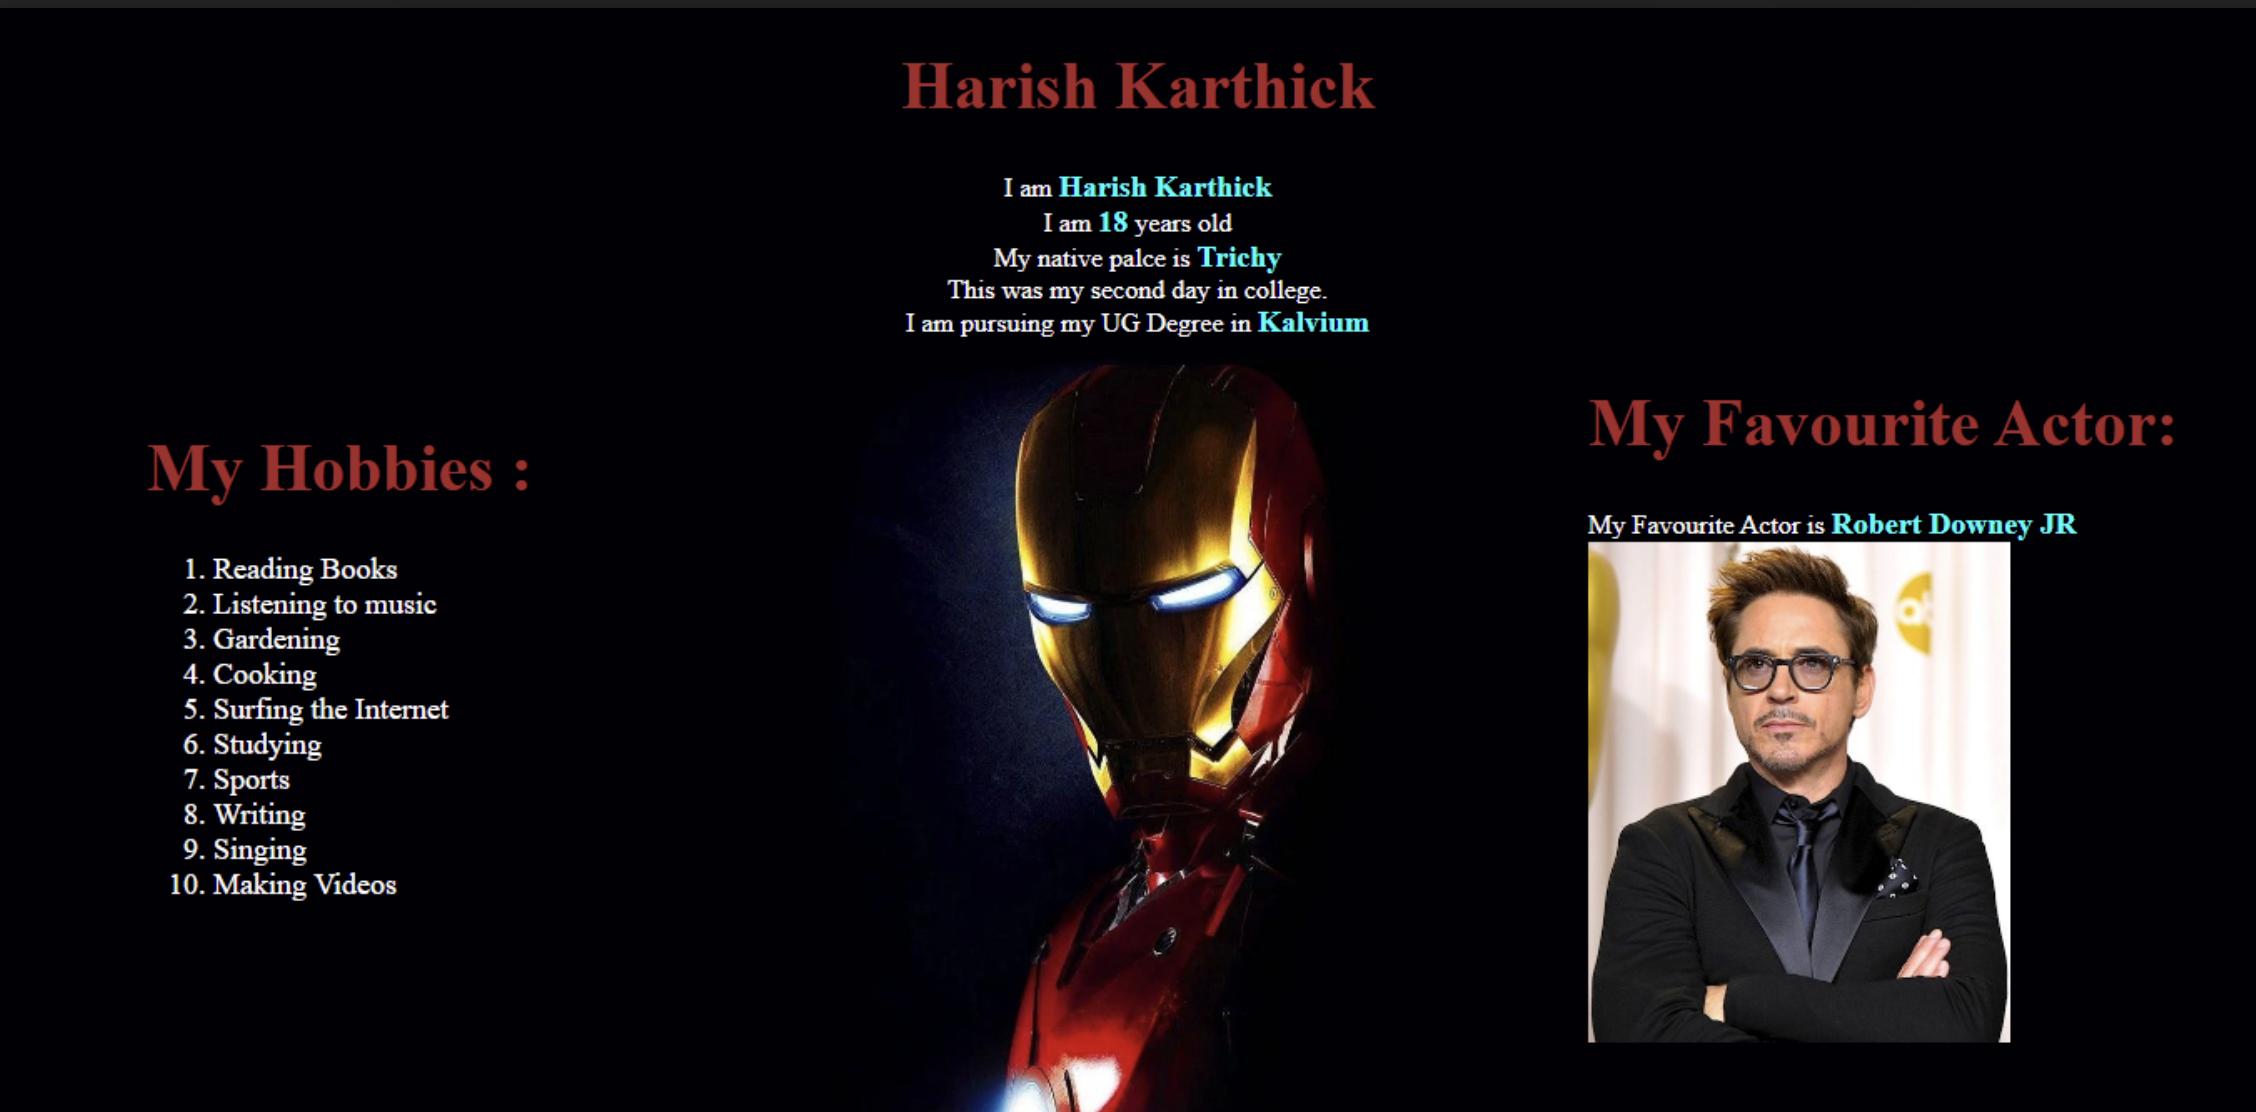 Harish Karthick
I am Harish Karthick
I am 18 years old
My native palce is Trichy
This was my second day in college.
I am pursuing my UG Degree in Kalvium
My Hobbies :
1. Reading Books
2. Listening to music
3. Gardening
4. Cooking
5. Surfing the Internet
6. Studying
7. Sports
8. Writing
9. Singing
10. Making Videos
My Favourite Actor:
My Favourite Actor is Robert Downey JR